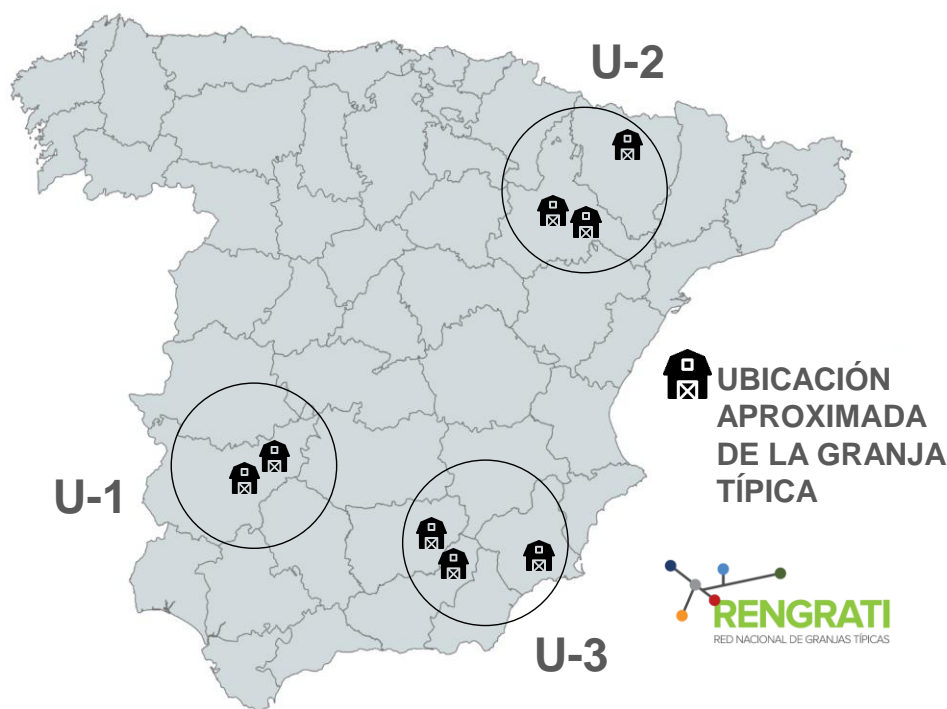 U-2
UBICACIÓN
APROXIMADA
DE LA GRANJA
TÍPICA
U-1
RENGRATI
RED NACIONAL DE GRANJAS TÍPICAS
U-3